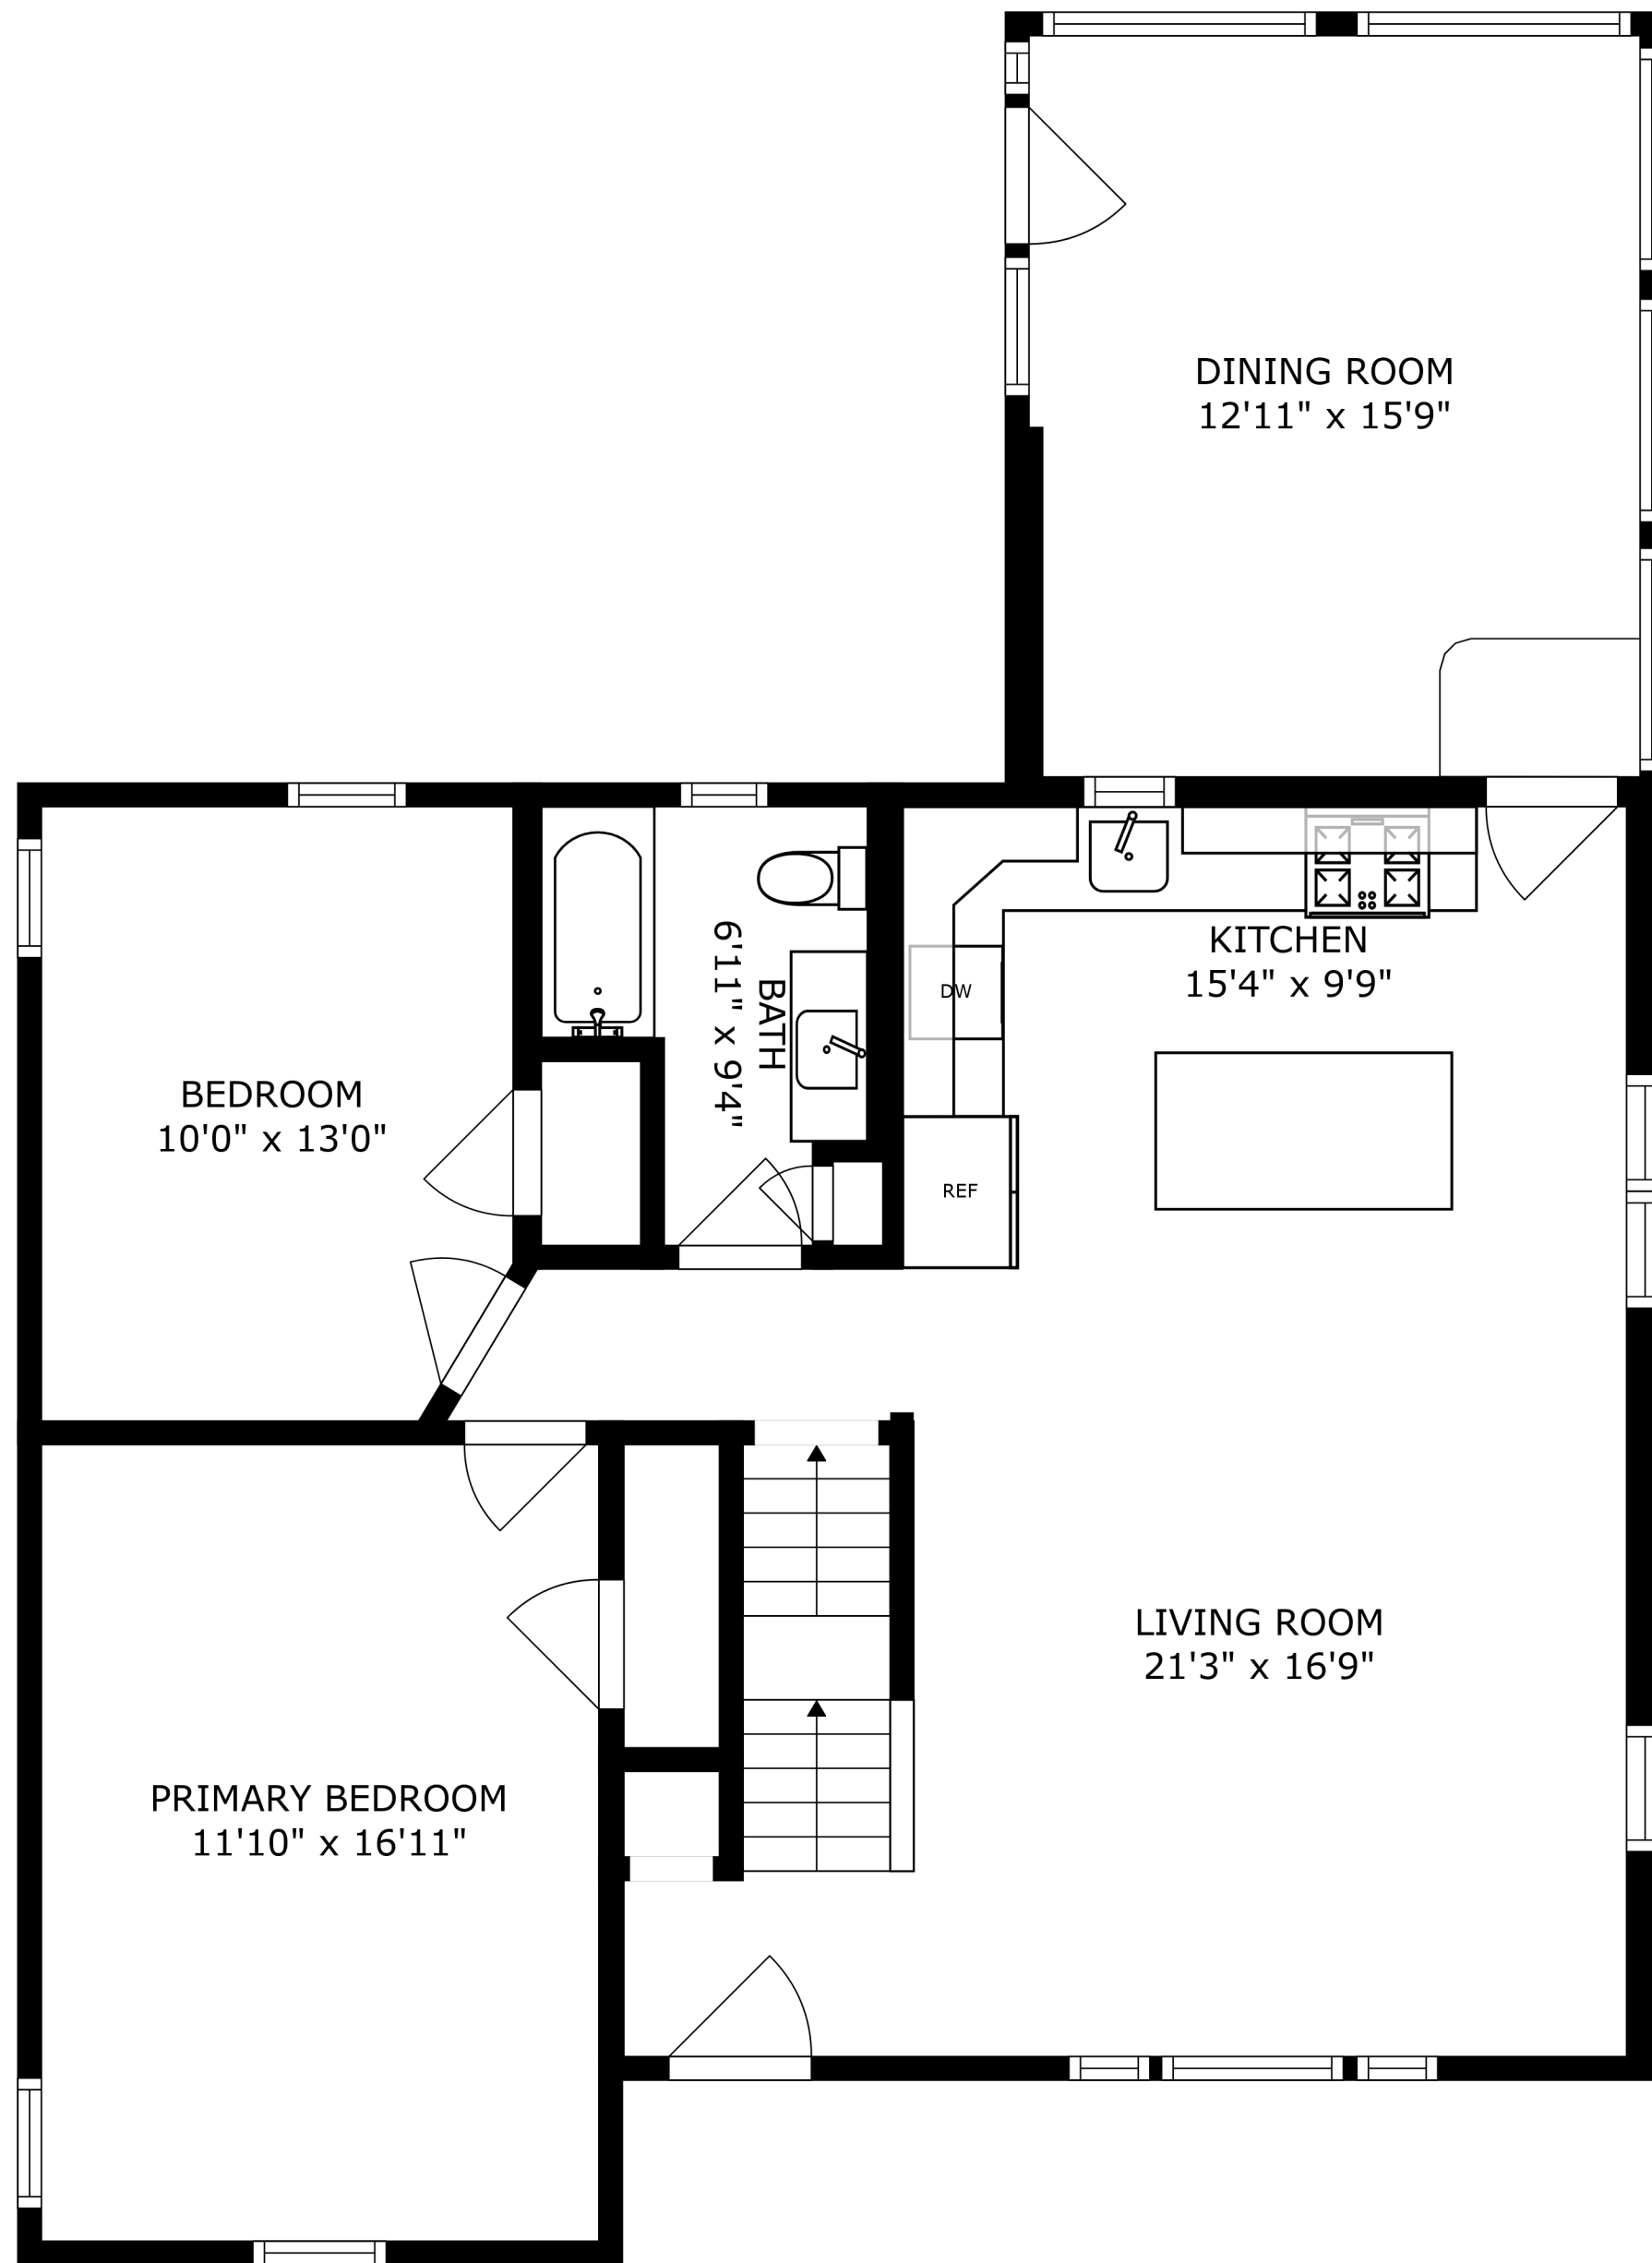 DINING ROOM
12'11" x 15'9"
KITCHEN
15'4" x 9'9"
DW
REF
BATH
6'11" x 9'4"
BEDROOM
10'0" x 13'0"
LIVING ROOM
21'3" x 16'9"
PRIMARY BEDROOM
11'10" x 16'11"